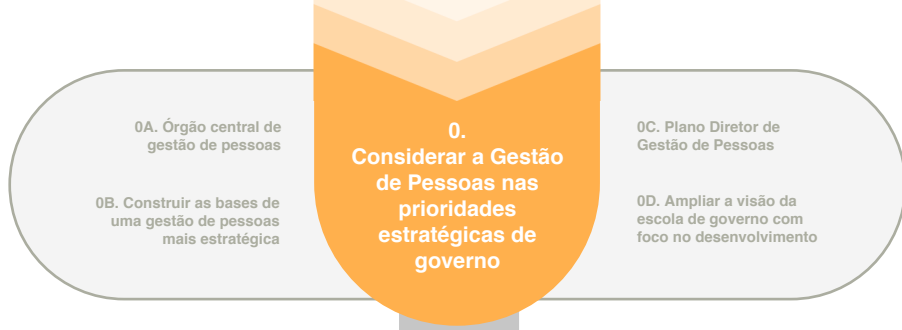 0A. Órgão central de
gestão de pessoas
0B. Construir as bases de
uma gestão de pessoas
mais estratégica
0.
Considerar a Gestão
de Pessoas nas
prioridades
estratégicas de
governo
0C. Plano Diretor de
Gestão de Pessoas
0D. Ampliar a visão da
escola de governo com
foco no desenvolvimento